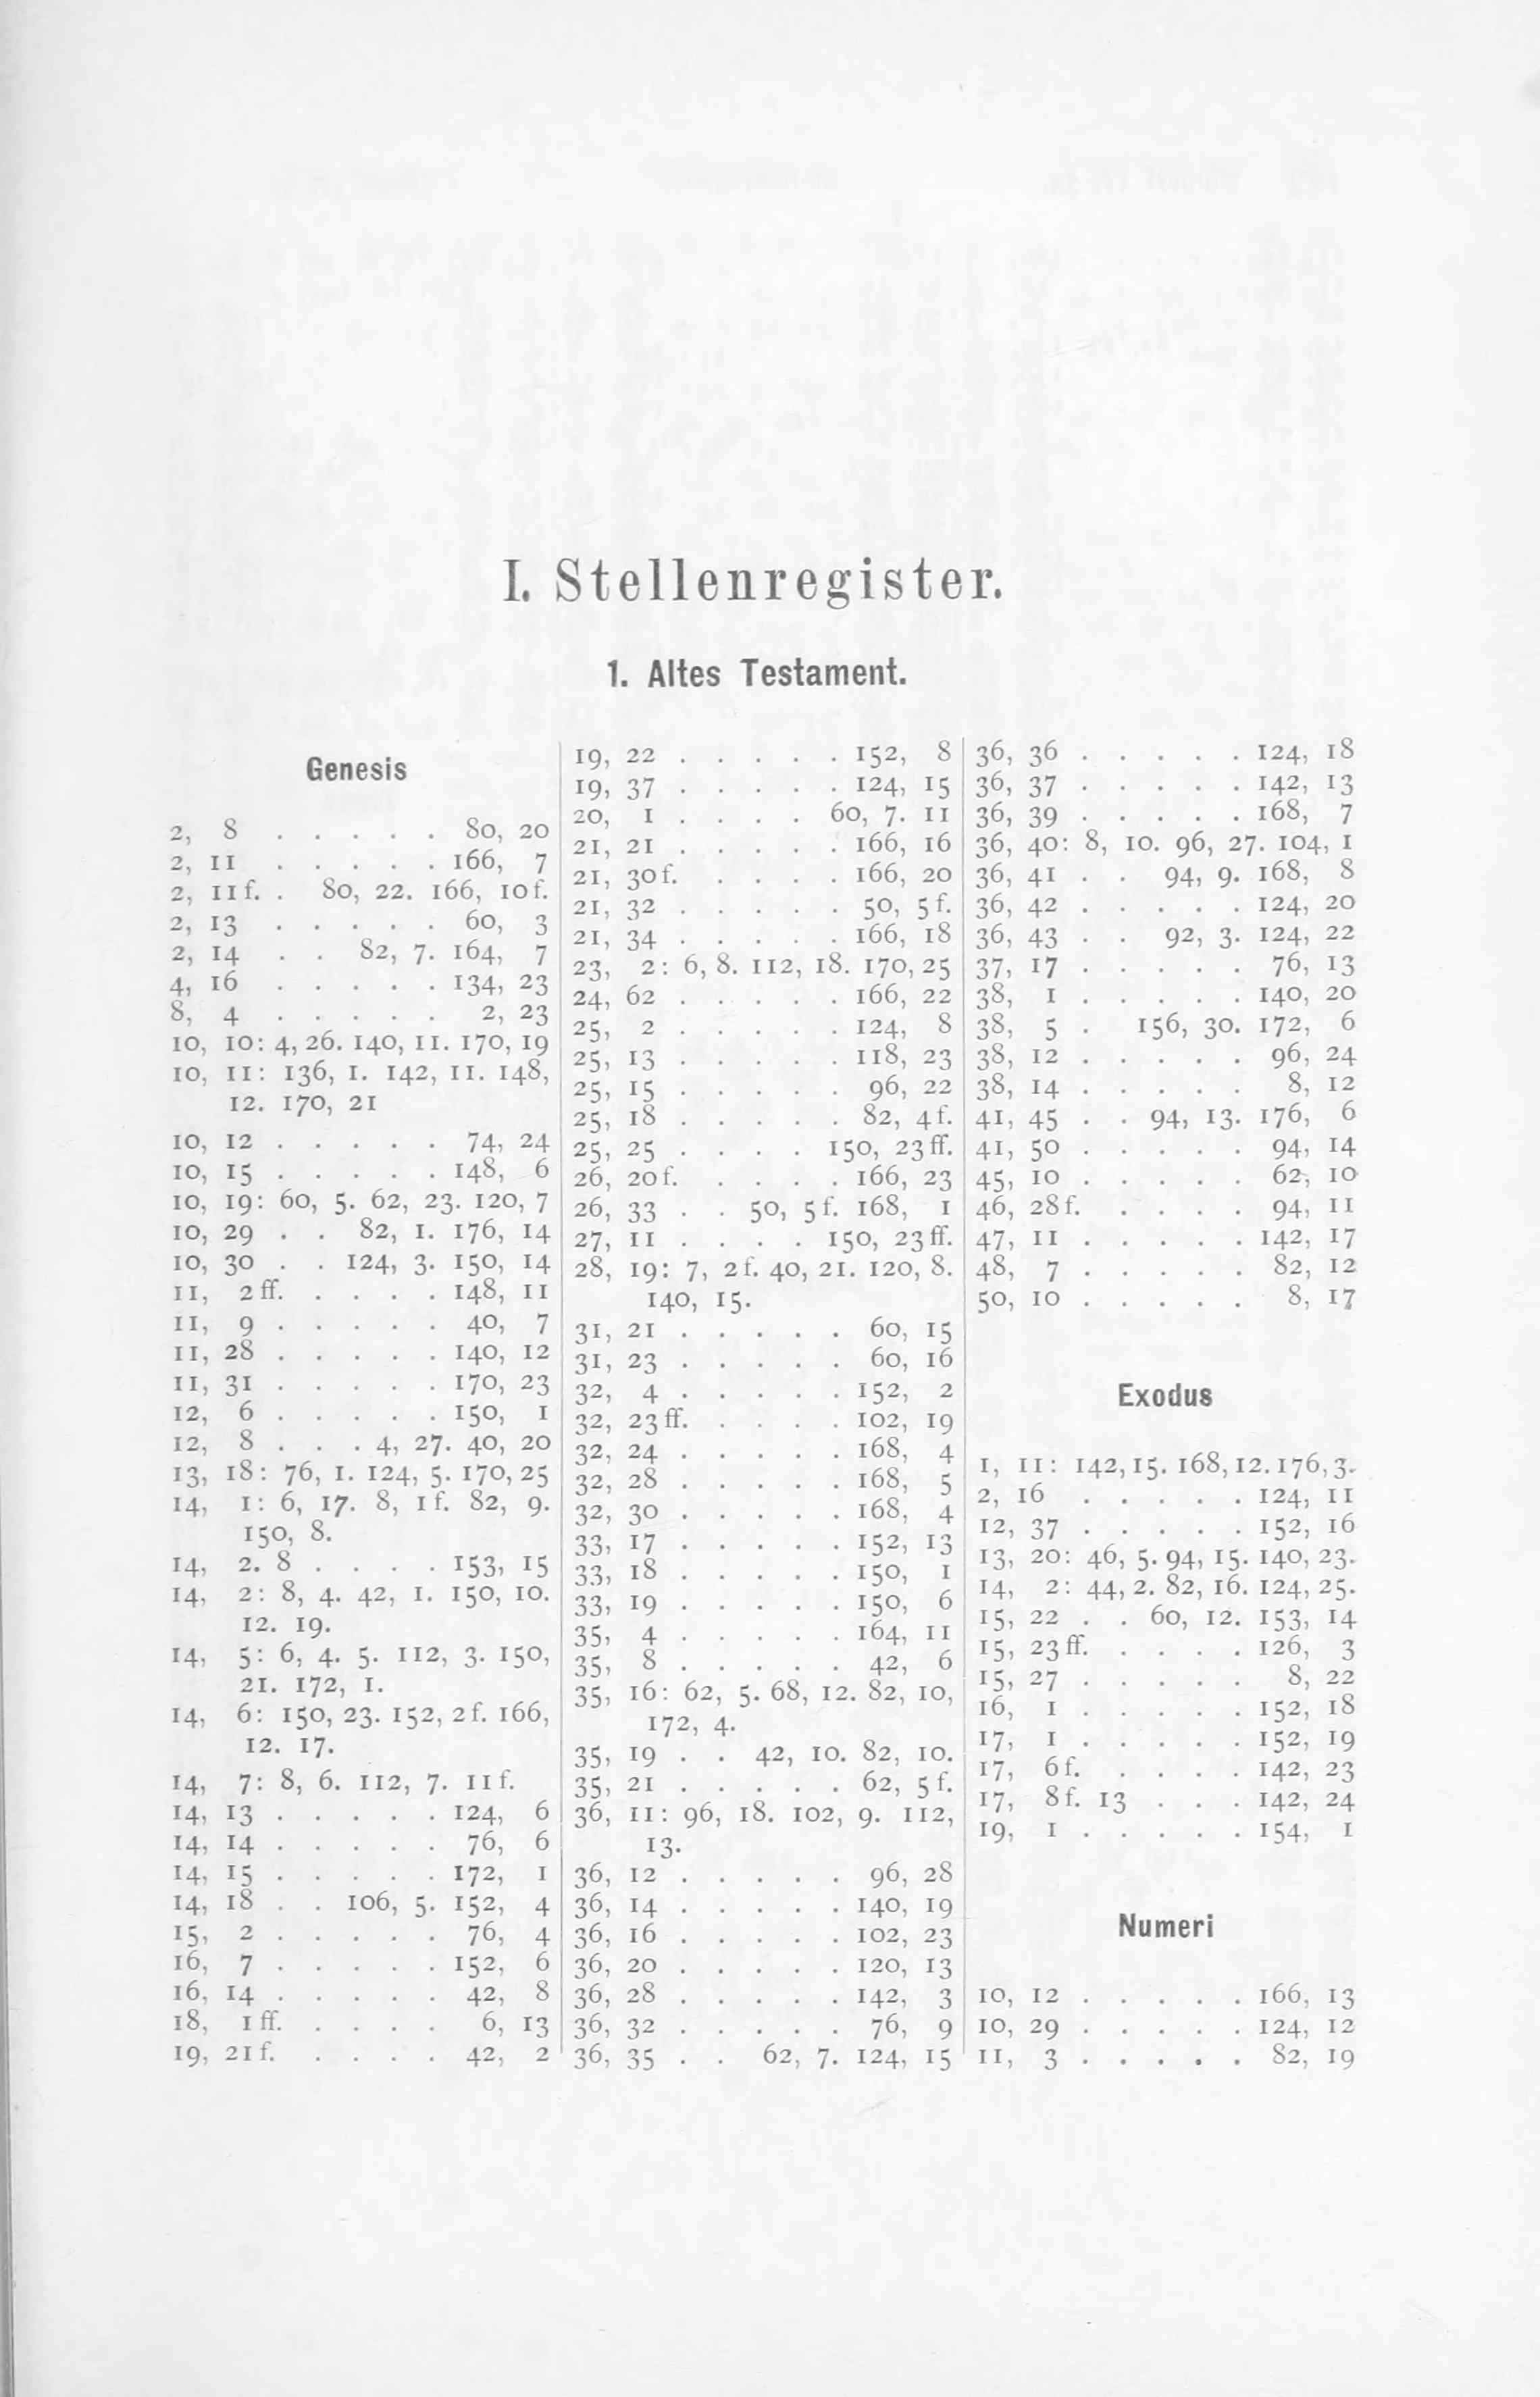 I. Stellenregister.
1. Altes Testament.
Genesis
2, 8 . . . . . 80, 20
2, 11 . . . . . 166, 7
2, 11f. . 80, 22. 166, 10f.
2, 13 . . . . . 60, 3
2, 14 . . 82, 7. 164, 7
4, 16 . . . . . 134, 23
8, 4 . . . . . 2, 23
10, 10: 4, 26. 140, 11. 170, 19
10, 11: 136, 1. 142, 11. 148,
12. 170, 21
10, 12 . . . . . 74, 24
10, 15 . . . . . 148, 6
10, 19: 60, 5. 62, 23. 120, 7
10, 29 . . 82, 1. 176, 14
10, 30 . . 124, 3. 150, 14
11, 2ff. . . . . 148, 11
11, 9 . . . . . 40, 7
11, 28 . . . . . 140, 12
11, 31 . . . . . 170, 23
12, 6 . . . . . 150, 1
12, 8 . . . 4, 27. 40, 20
13, 18: 76, 1. 124, 5. 170, 25
14, 1: 6, 17. 8, 1f. 82, 9.
150, 8.
14, 2. 8 . . . . 153, 15
14, 2: 8, 4. 42, 1. 150, 10.
12. 19.
14, 5: 6, 4. 5. 112, 3. 150,
21. 172, 1.
14, 6: 150, 23. 152, 2f. 166,
12. 17.
14, 7: 8, 6. 112, 7. 11f.
14, 13 . . . . . 124, 6
14, 14 . . . . . 76, 6
14, 15 . . . . . 172, 1
14, 18 . . 106, 5. 152, 4
15, 2 . . . . . 76, 4
16, 7 . . . . . 152, 6
16, 14 . . . . . 42, 8
18, 1ff. . . . . 6, 13
19, 21f. . . . . 42, 2
19, 22 . . . . . 152, 8
19, 37 . . . . . 124, 15
20, 1 . . . . 60, 7. 11
21, 21 . . . . . 166, 16
21, 30f. . . . . 166, 20
21, 32 . . . . . 50, 5f.
21, 34 . . . . . 166, 18
23, 2: 6, 8. 112, 18. 170, 25
24, 62 . . . . . 166, 22
25, 2 . . . . . 124, 8
25, 13 . . . . . 118, 23
25, 15 . . . . . 96, 22
25, 18 . . . . . 82, 4f.
25, 25 . . . . 150, 23ff.
26, 20f. . . . . 166, 23
26, 33 . . 50, 5f. 168, 1
27, 11 . . . . 150, 23ff.
28, 19: 7, 2f. 40, 21. 120, 8.
140, 15.
31, 21 . . . . . 60, 15
31, 23 . . . . . 60, 16
32, 4 . . . . . 152, 2
32, 23ff. . . . . 102, 19
32, 24 . . . . . 168, 4
32, 28 . . . . . 168, 5
32, 30 . . . . . 168, 4
33, 17 . . . . . 152, 13
33, 18 . . . . . 150, 1
33, 19 . . . . . 150, 6
35, 4 . . . . . 164, 11
35, 8 . . . . . 42, 6
35, 16: 62, 5. 68, 12. 82, 10,
172, 4.
35, 19 . . 42, 10. 82, 10.
35, 21 . . . . . 62, 5f.
36, 11: 96, 18. 102, 9. 112,
13.
36, 12 . . . . . 96, 28
36, 14 . . . . . 140, 19
36, 16 . . . . . 102, 23
36, 20 . . . . . 120, 13
36, 28 . . . . . 142, 3
36, 32 . . . . . 76, 9
36, 35 . . 62, 7. 124, 15
36, 36 . . . . . 124, 18
36, 37 . . . . . 142, 13
36, 39 . . . . . 168, 7
36, 40: 8, 10. 96, 27. 104, 1
36, 41 . . 94, 9. 168, 8
36, 42 . . . . . 124, 20
36, 43 . . 92, 3. 124, 22
37, 17 . . . . . 76, 13
38, 1 . . . . . 140, 20
38, 5 . 156, 30. 172, 6
38, 12 . . . . . 96, 24
38, 14 . . . . . 8, 12
41, 45 . . 94, 13. 176, 6
41, 50 . . . . . 94, 14
45, 10 . . . . . 62, 10
46, 28f. . . . . 94, 11
47, 11 . . . . . 142, 17
48, 7 . . . . . 82, 12
50, 10 . . . . . 8, 17
Exodus
1, 11: 142, 15. 168, 12. 176, 3.
2, 16 . . . . . 124, 11
12, 37 . . . . . 152, 16
13, 20: 46, 5. 94, 15. 140, 23.
14, 2: 44, 2. 82, 16. 124, 25.
15, 22 . . 60, 12. 153, 14
15, 23ff. . . . . 126, 3
15, 27 . . . . . 8, 22
16, 1 . . . . . 152, 18
17, 1 . . . . . 152, 19
17, 6f. . . . . 142, 23
17, 8f. 13 . . . 142, 24
19, 1 . . . . . 154, 1
Numeri
10, 12 . . . . . 166, 13
10, 29 . . . . . 124, 12
11, 3 . . . . . 82, 19